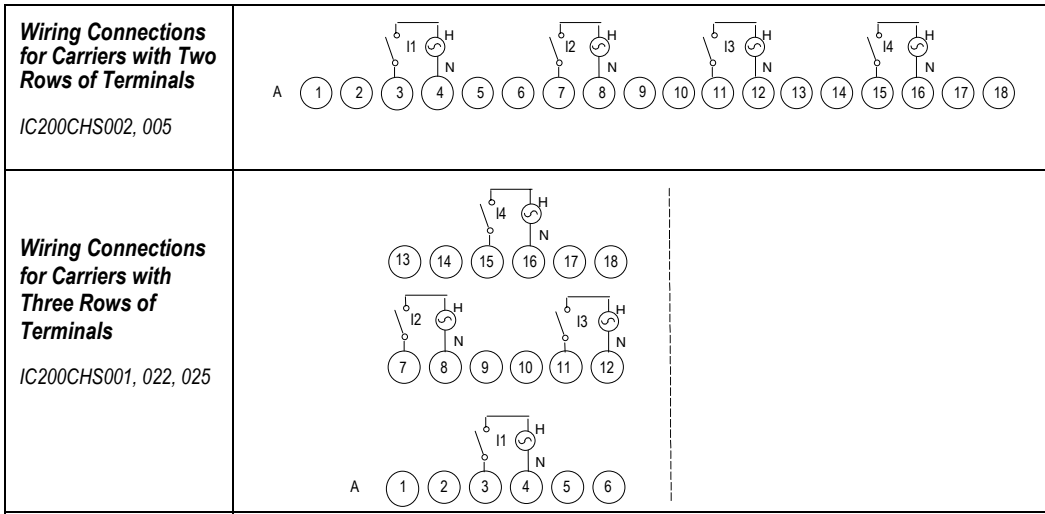 Wiring Connections
for Carriers with Two
Rows of Terminals
IC200CHS002, 005
I1 H N I2 H N I3 H N I4 H N
A 1 2 3 4 5 6 7 8 9 10 11 12 13 14 15 16 17 18
Wiring Connections
for Carriers with
Three Rows of
Terminals
IC200CHS001, 022, 025
I4 H
N
13 14 15 16 17 18
I2 H I3 H
N N
7 8 9 10 11 12
I1 H
N
A 1 2 3 4 5 6